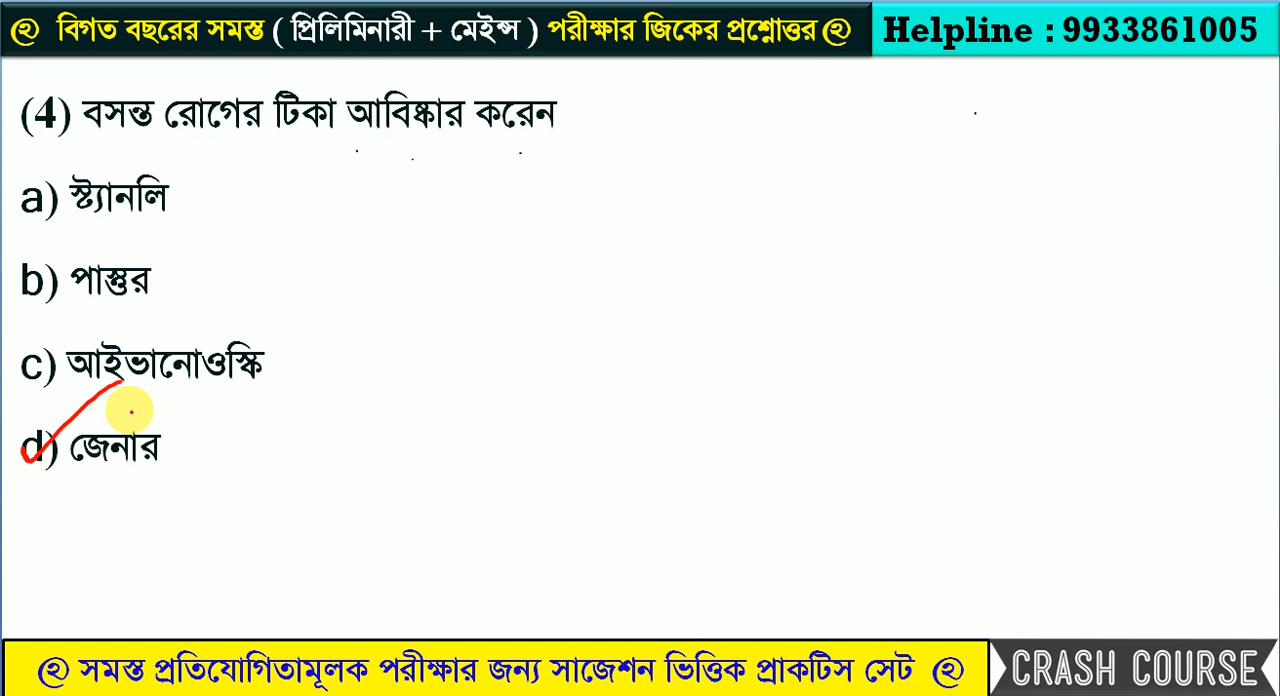 বিগত বছরের সমস্ত ( প্রিলিমিনারী + মেইন্স ) পরীক্ষার জিকের প্রশ্নোত্তর
Helpline : 9933861005
(4) বসন্ত রোগের টিকা আবিষ্কার করেন
a) স্ট্যানলি
b) পাস্তুর
c) আইভানোওস্কি
d) জেনার
সমস্ত প্রতিযোগিতামূলক পরীক্ষার জন্য সাজেশন ভিত্তিক প্রাকটিস সেট
CRASH COURSE